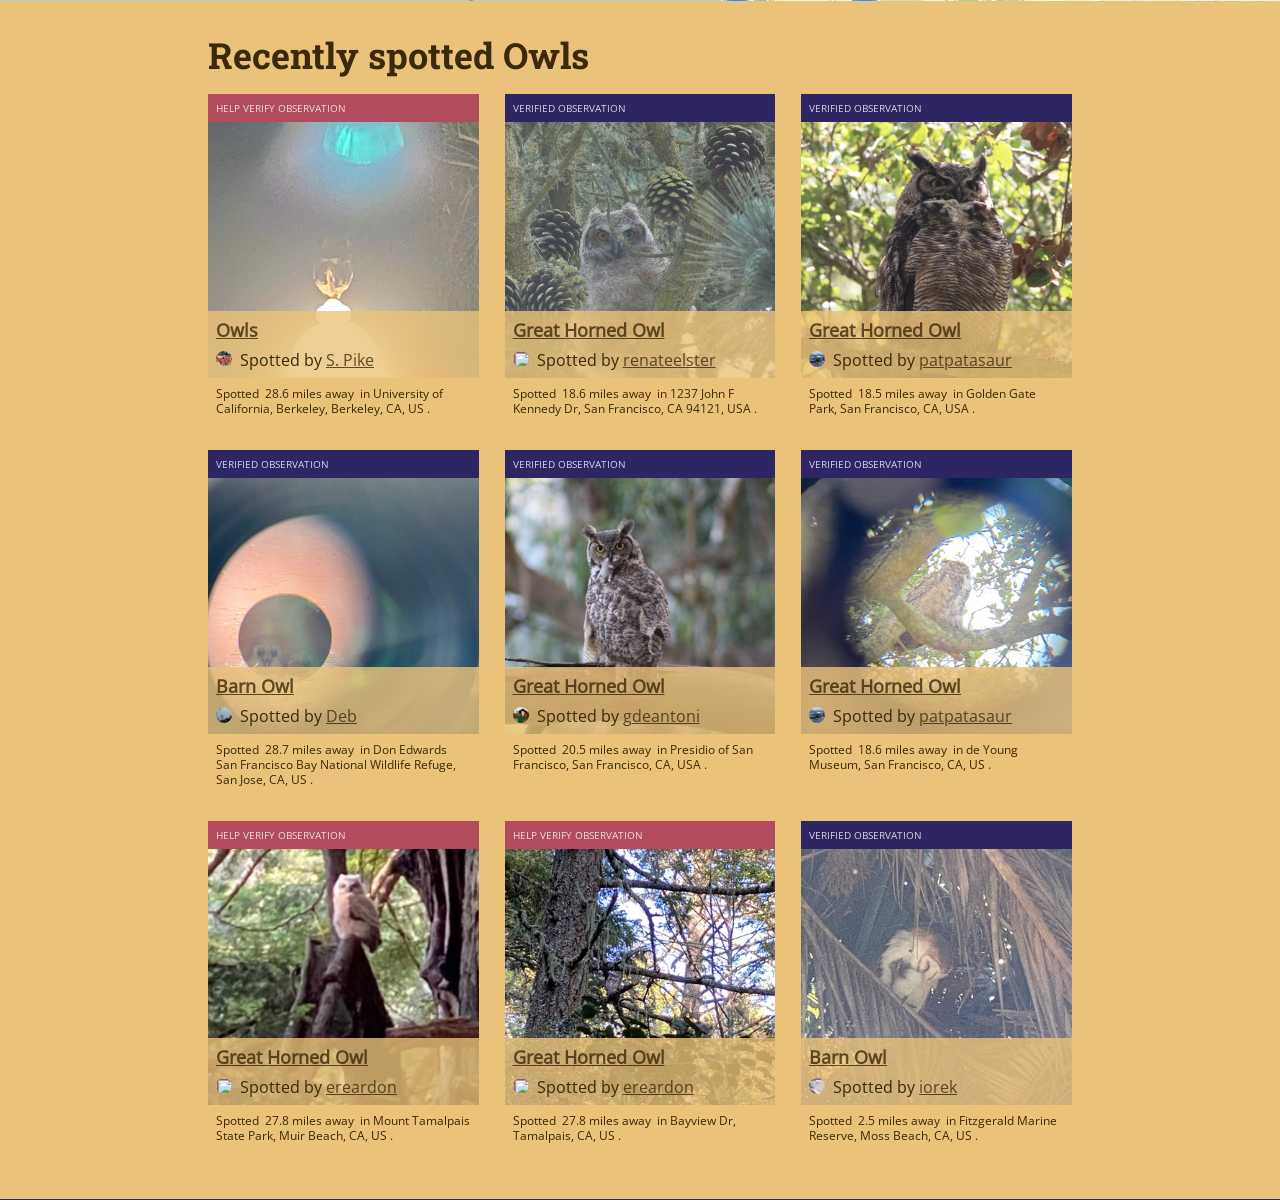 Recently spotted Owls
HELP VERIFY OBSERVATION
Owls
Spotted by S. Pike
Spotted 28.6 miles away in University of
California, Berkeley, Berkeley, CA, US .
VERIFIED OBSERVATION
Great Horned Owl
Spotted by renateelster
Spotted 18.6 miles away in 1237 John F
Kennedy Dr, San Francisco, CA 94121, USA .
VERIFIED OBSERVATION
Great Horned Owl
Spotted by patpatasaur
Spotted 18.5 miles away in Golden Gate
Park, San Francisco, CA, USA .
VERIFIED OBSERVATION
Barn Owl
Spotted by Deb
Spotted 28.7 miles away in Don Edwards
San Francisco Bay National Wildlife Refuge,
San Jose, CA, US .
VERIFIED OBSERVATION
Great Horned Owl
Spotted by gdeantoni
Spotted 20.5 miles away in Presidio of San
Francisco, San Francisco, CA, USA .
VERIFIED OBSERVATION
Great Horned Owl
Spotted by patpatasaur
Spotted 18.6 miles away in de Young
Museum, San Francisco, CA, US .
HELP VERIFY OBSERVATION
Great Horned Owl
Spotted by ereardon
Spotted 27.8 miles away in Mount Tamalpais
State Park, Muir Beach, CA, US .
HELP VERIFY OBSERVATION
Great Horned Owl
Spotted by ereardon
Spotted 27.8 miles away in Bayview Dr,
Tamalpais, CA, US .
VERIFIED OBSERVATION
Barn Owl
Spotted by iorek
Spotted 2.5 miles away in Fitzgerald Marine
Reserve, Moss Beach, CA, US .